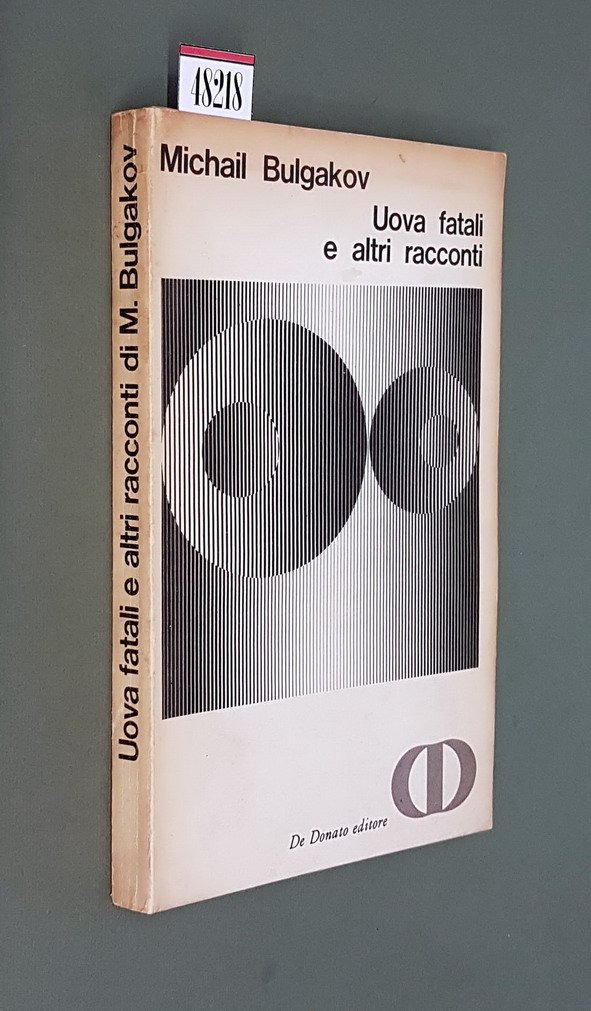 48218
Michail Bulgakov
Uova fatali
e altri racconti
Uova fatali e altri racconti di M. Bulgakov
De Donato editore